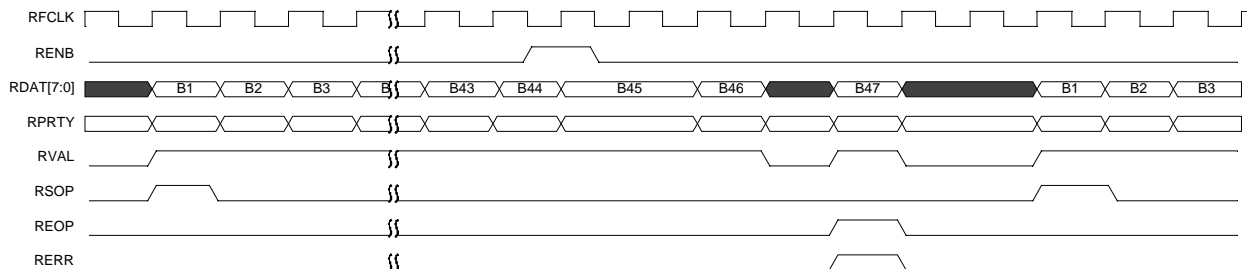 RFCLK
RENB
RDAT[7:0] B1 B2 B3 B43 B44 B45 B46 B47 B1 B2 B3
RPRTY
RVAL
RSOP
REOP
RERR